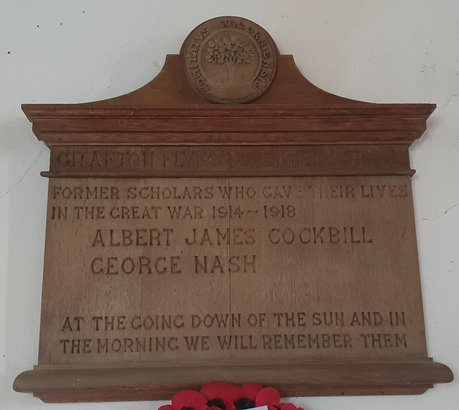 GRAFTON FLYFORD
FORMER SCHOLARS WHO GAVE THEIR LIVES
IN THE GREAT WAR 1914-1918
ALBERT JAMES COCKBILL
GEORGE NASH
AT THE GOING DOWN OF THE SUN AND IN
THE MORNING WE WILL REMEMBER THEM